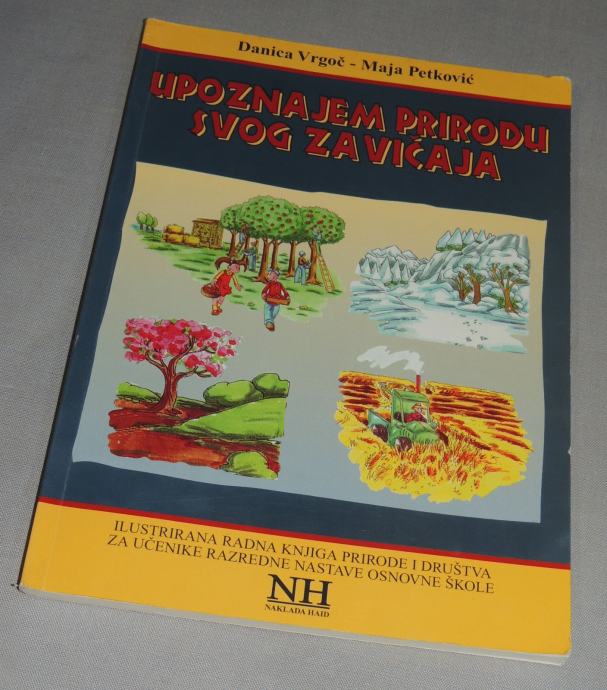 Danica Vrgoč - Maja Petković
UPOZNAJEM PRIRODU
SVOG ZAVIČAJA
ILUSTRIRANA RADNA KNJIGA PRIRODE I DRUŠTVA
ZA UČENIKE RAZREDNE NASTAVE OSNOVNE ŠKOLE
NH
NAKLADA HAID